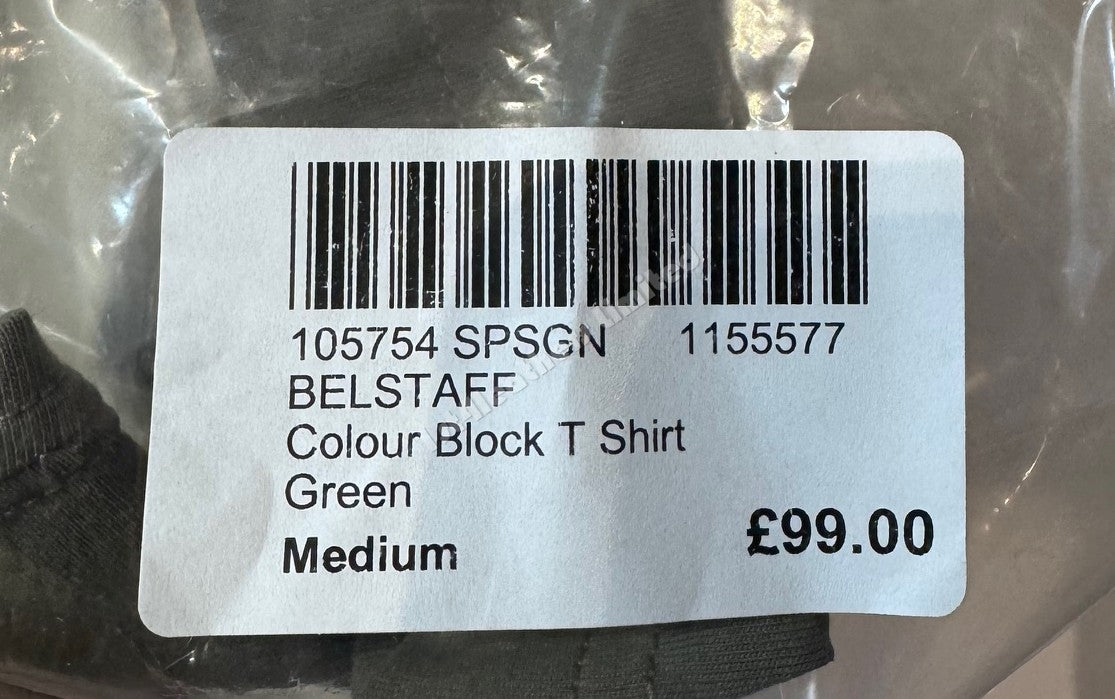 105754 SPSGN 1155577
BELSTAFF
Colour Block T Shirt
Green
Medium
£99.00